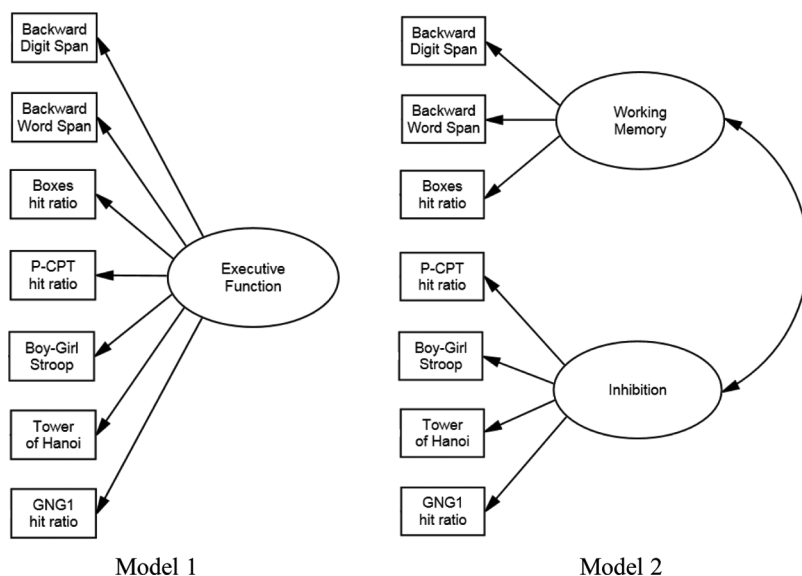 Backward
Digit Span
Backward
Word Span
Boxes
hit ratio
P-CPT
hit ratio
Boy-Girl
Stroop
Tower
of Hanoi
GNG1
hit ratio
Executive
Function
Model 1
Backward
Digit Span
Backward
Word Span
Boxes
hit ratio
P-CPT
hit ratio
Boy-Girl
Stroop
Tower
of Hanoi
GNG1
hit ratio
Working
Memory
Inhibition
Model 2